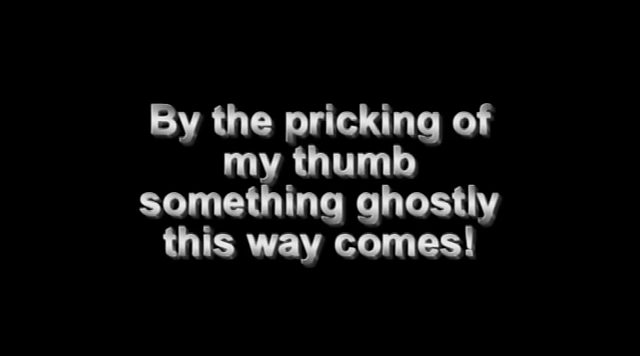 By the pricking of
my thumb
something ghostly
this way comes!